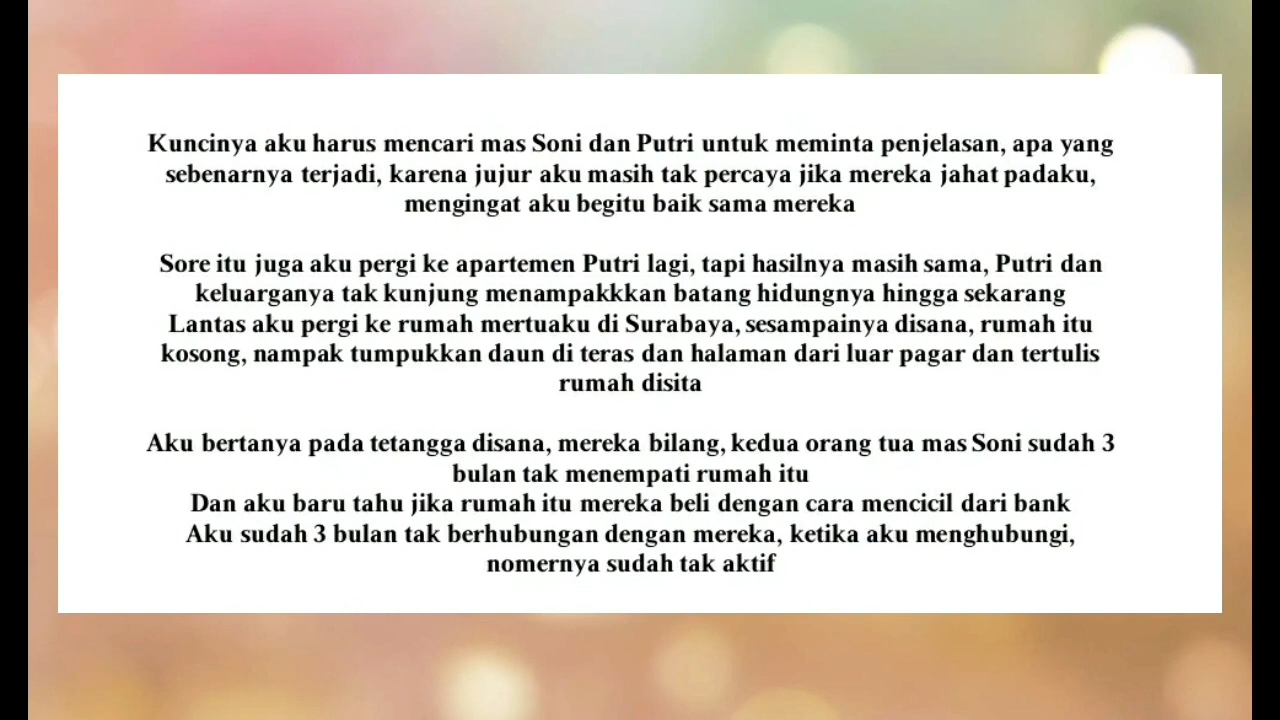 Kuncinya aku harus mencari mas Soni dan Putri untuk meminta penjelasan, apa yang
sebenarnya terjadi, karena jujur aku masih tak percaya jika mereka jahat padaku,
mengingat aku begitu baik sama mereka
Sore itu juga aku pergi ke apartemen Putri lagi, tapi hasilnya masih sama, Putri dan
keluarganya tak kunjung menampakkkan batang hidungnya hingga sekarang
Lantas aku pergi ke rumah mertuaku di Surabaya, sesampainya disana, rumah itu
kosong, nampak tumpukkan daun di teras dan halaman dari luar pagar dan tertulis
rumah disita
Aku bertanya pada tetangga disana, mereka bilang, kedua orang tua mas Soni sudah 3
bulan tak menempati rumah itu
Dan aku baru tahu jika rumah itu mereka beli dengan cara mencicil dari bank
Aku sudah 3 bulan tak berhubungan dengan mereka, ketika aku menghubungi,
nomernya sudah tak aktif